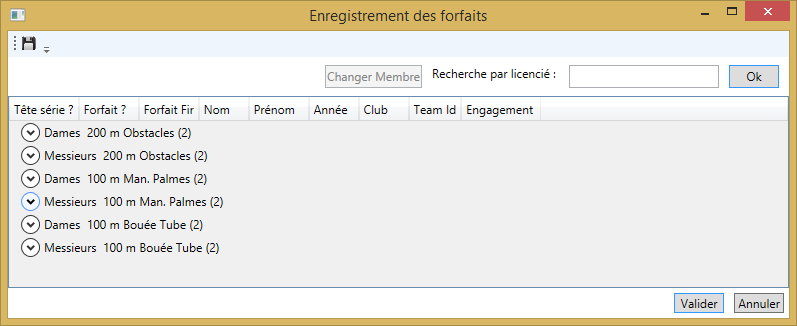 Enregistrement des forfaits
Changer Membre Recherche par licencié : Ok
Tête série ? Forfait ? Forfait Fir Nom Prénom Année Club Team Id Engagement
Dames 200 m Obstacles (2)
Messieurs 200 m Obstacles (2)
Dames 100 m Man. Palmes (2)
Messieurs 100 m Man. Palmes (2)
Dames 100 m Bouée Tube (2)
Messieurs 100 m Bouée Tube (2)
Valider Annuler